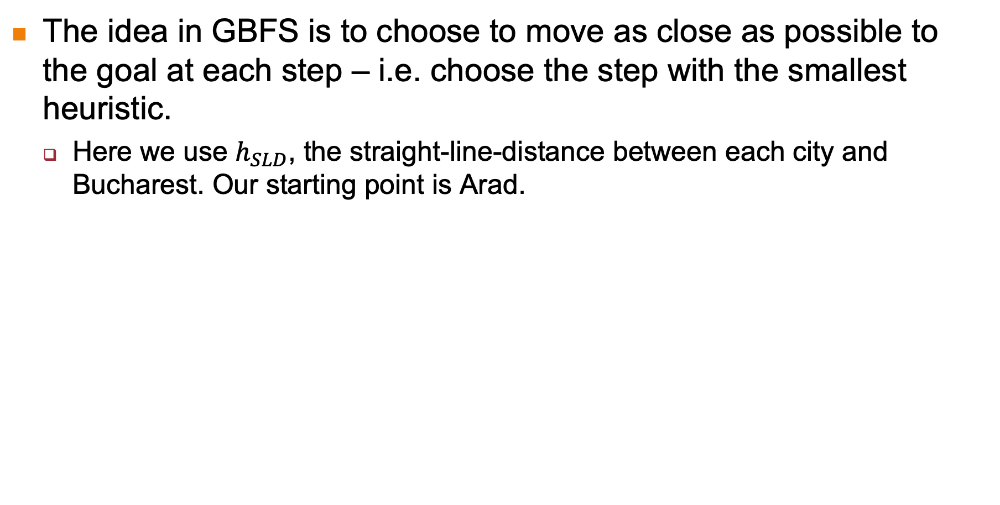 The idea in GBFS is to choose to move as close as possible to
the goal at each step – i.e. choose the step with the smallest
heuristic.
Here we use ℎ𝑆𝐿𝐷, the straight-line-distance between each city and
Bucharest. Our starting point is Arad.